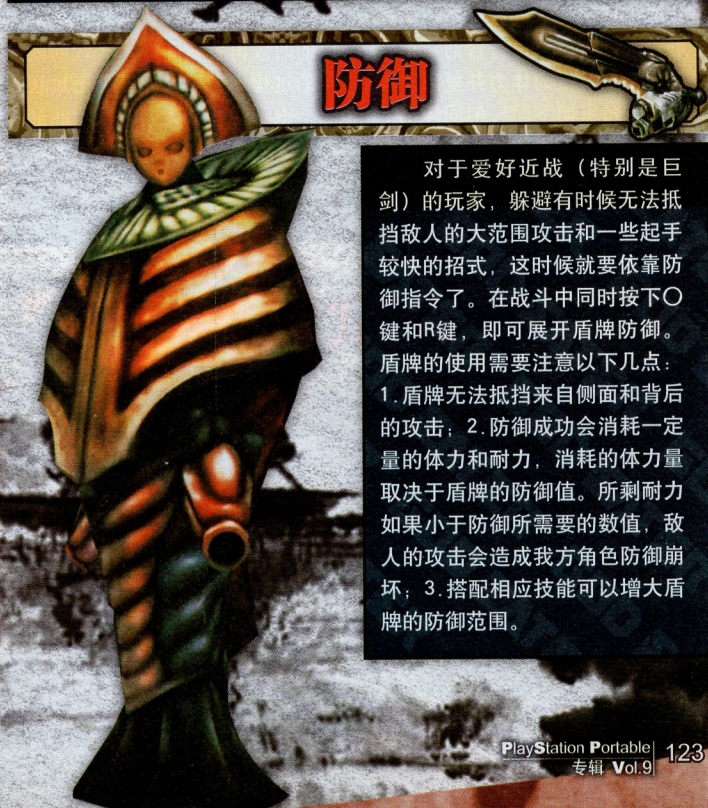 防御
对于爱好近战（特别是巨
剑）的玩家，躲避有时候无法抵
挡敌人的大范围攻击和一些起手
较快的招式，这时候就要依靠防
御指令了。在战斗中同时按下〇
键和R键，即可展开盾牌防御。
盾牌的使用需要注意以下几点：
1.盾牌无法抵挡来自侧面和背后
的攻击；2.防御成功会消耗一定
量的体力和耐力，消耗的体力量
取决于盾牌的防御值。所剩耐力
如果小于防御所需要的数值，敌
人的攻击会造成我方角色防御崩
坏；3.搭配相应技能可以增大盾
牌的防御范围。
PlayStation Portable
专辑 Vol.9
123